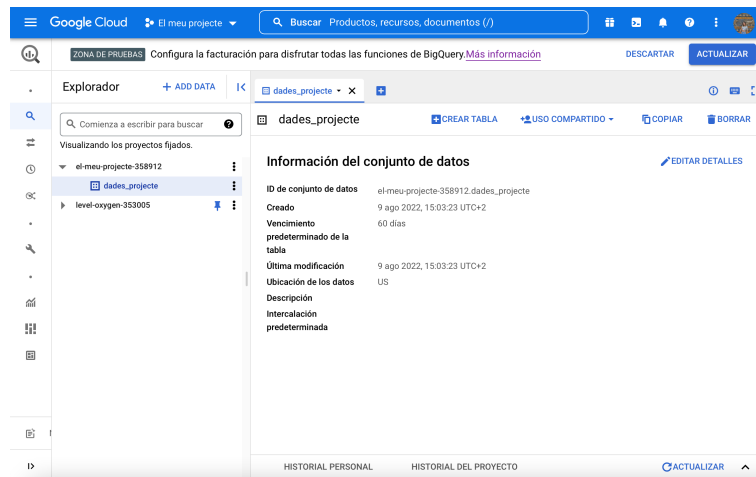 Google Cloud
El meu projecte
Buscar Productos, recursos, documentos (/)
ZONA DE PRUEBAS Configura la facturación para disfrutar todas las funciones de BigQuery. Más información
DESCARTAR
ACTUALIZAR
Explorador
+ ADD DATA
dades_projecte
Comienza a escribir para buscar
dades_projecte
CREAR TABLA
USO COMPARTIDO
COPIAR
BORRAR
Visualizando los proyectos fijados.
el-meu-projecte-358912
dades_projecte
level-oxygen-353005
Información del conjunto de datos
EDITAR DETALLES
ID de conjunto de datos el-meu-projecte-358912.dades_projecte
Creado 9 ago 2022, 15:03:23 UTC+2
Vencimiento 60 días
predeterminado de la
tabla
Última modificación 9 ago 2022, 15:03:23 UTC+2
Ubicación de los datos US
Descripción
Intercalación
predeterminada
HISTORIAL PERSONAL
HISTORIAL DEL PROYECTO
ACTUALIZAR